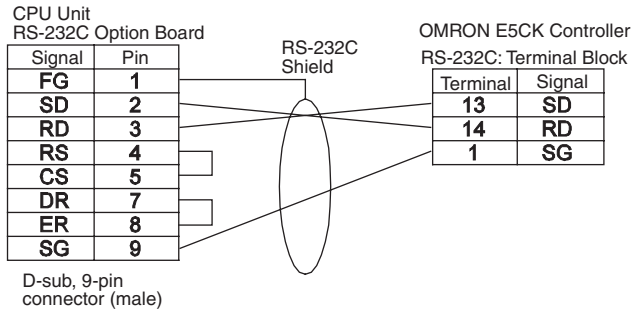 CPU Unit
RS-232C Option Board
Signal Pin
FG 1
SD 2
RD 3
RS 4
CS 5
DR 7
ER 8
SG 9
D-sub, 9-pin
connector (male)
RS-232C
Shield
OMRON E5CK Controller
RS-232C: Terminal Block
Terminal Signal
13 SD
14 RD
1 SG